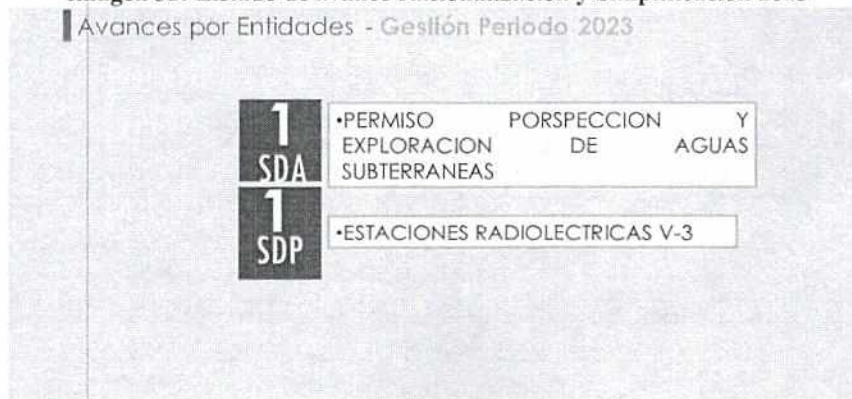 Avances por Entidades - Gestión Periodo 2023
1
SDA
•PERMISO PORSPECCION Y
EXPLORACION DE AGUAS
SUBTERRANEAS
1
SDP
•ESTACIONES RADIOLECTRICAS V-3